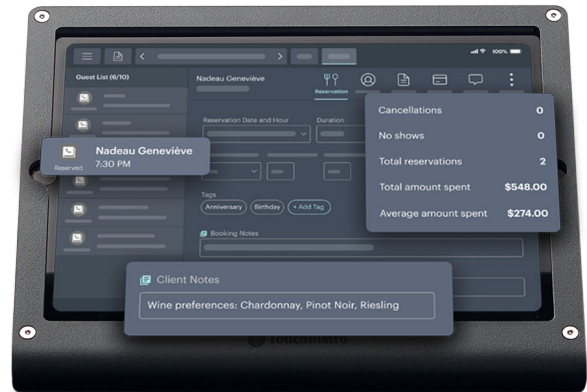 100%
Guest List (6/10)
Nadeau Geneviève
Reservation
Cancellations 0
No shows 0
Total reservations 2
Total amount spent $548.00
Average amount spent $274.00
Reservation Date and Hour
Duration
Nadeau Geneviève
7:30 PM
Reserved
Tags
Anniversary
Birthday
+ Add Tag
Booking Notes
Client Notes
Wine preferences: Chardonnay, Pinot Noir, Riesling
TouchBistro